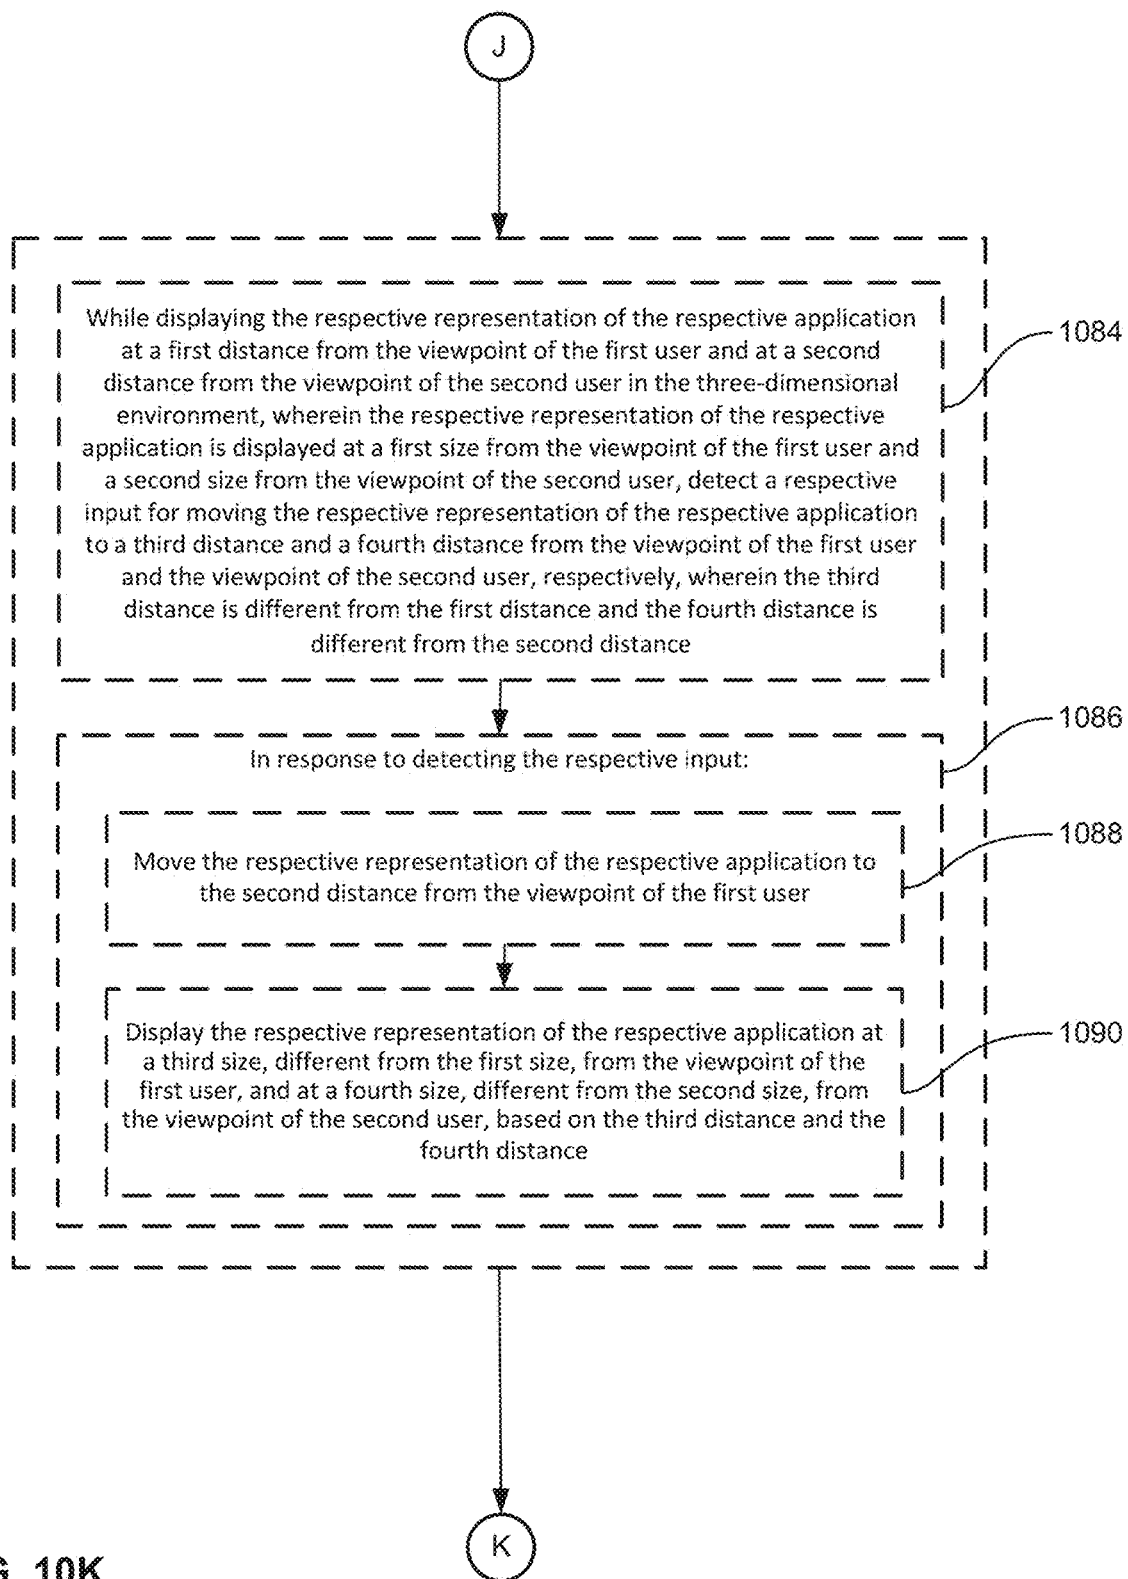 J
While displaying the respective representation of the respective application
at a first distance from the viewpoint of the first user and at a second
distance from the viewpoint of the second user in the three-dimensional
environment, wherein the respective representation of the respective
application is displayed at a first size from the viewpoint of the first user and
a second size from the viewpoint of the second user, detect a respective
input for moving the respective representation of the respective application
to a third distance and a fourth distance from the viewpoint of the first user
and the viewpoint of the second user, respectively, wherein the third
distance is different from the first distance and the fourth distance is
different from the second distance
1084
In response to detecting the respective input:
1086
Move the respective representation of the respective application to
the second distance from the viewpoint of the first user
1088
Display the respective representation of the respective application at
a third size, different from the first size, from the viewpoint of the
first user, and at a fourth size, different from the second size, from
the viewpoint of the second user, based on the third distance and the
fourth distance
1090
K
10K